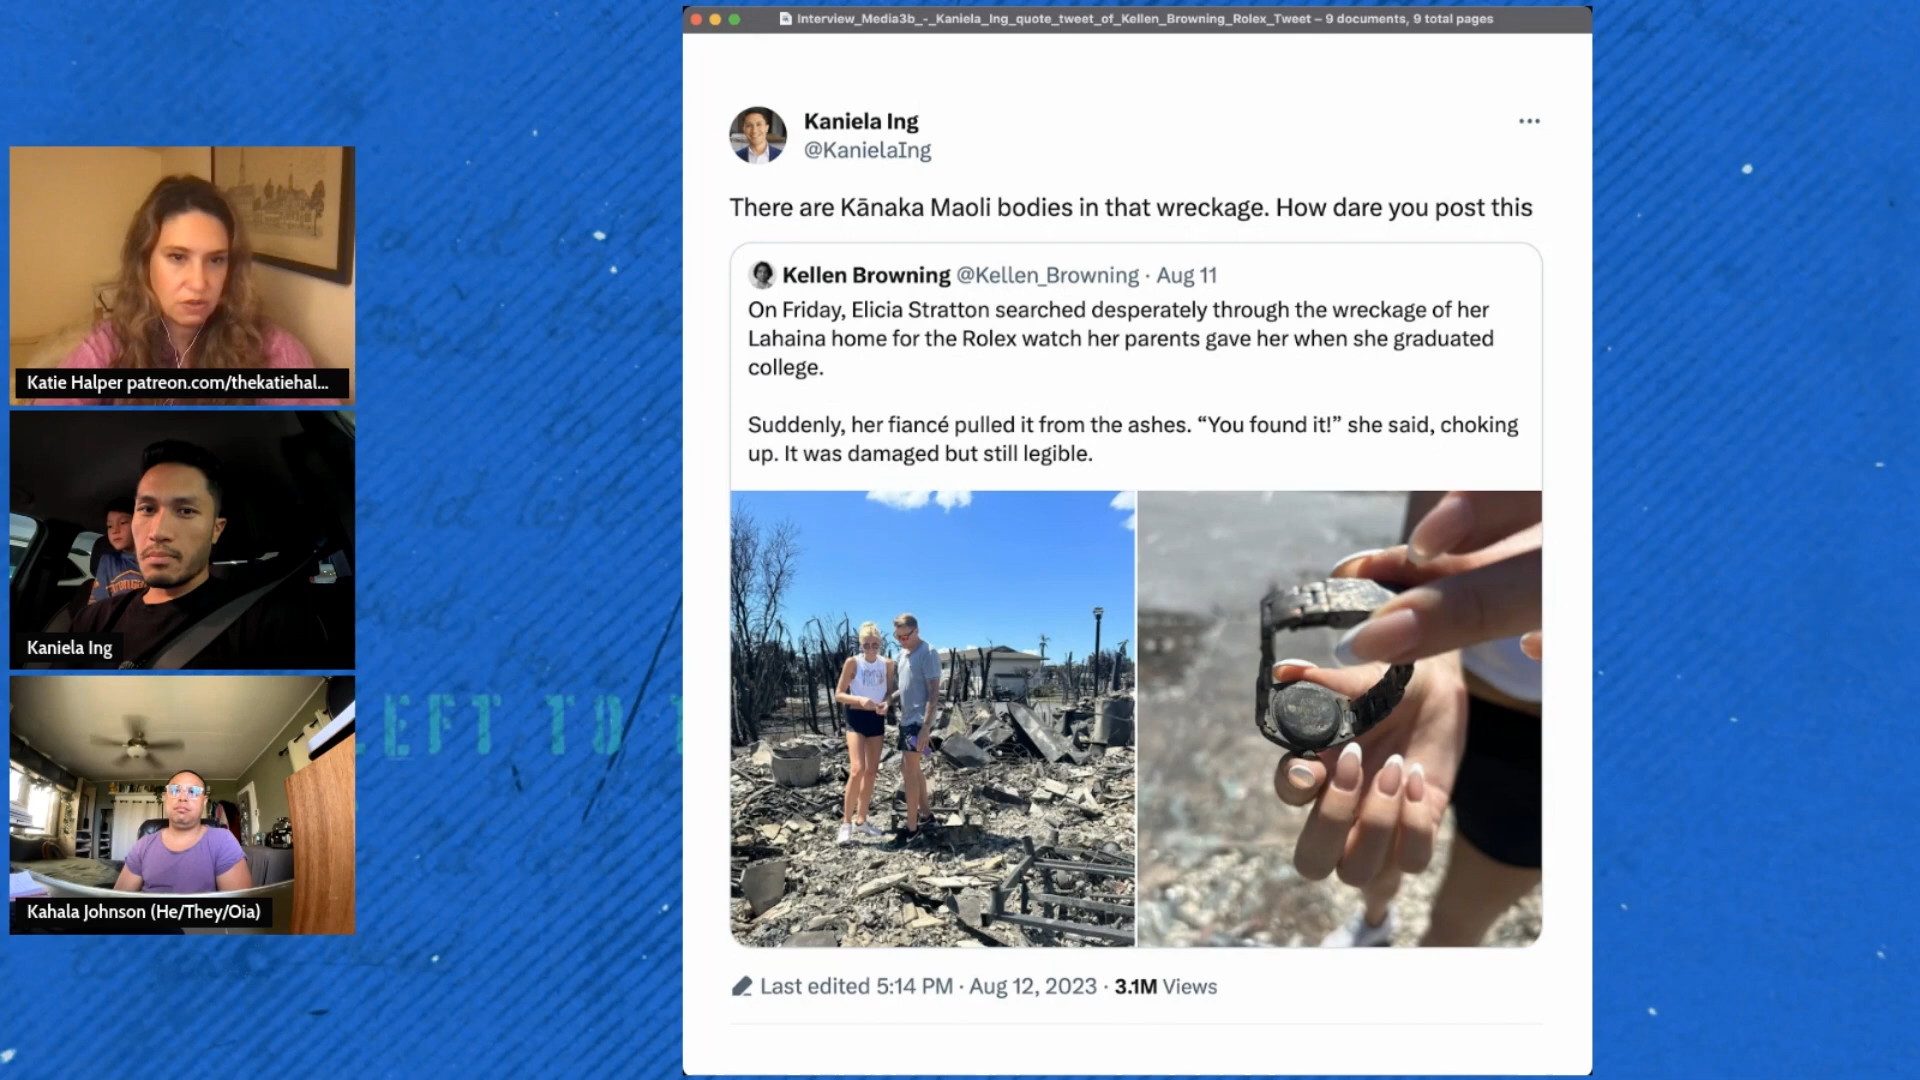 Interview_Media3b_-_Kaniela_Ing_quote_tweet_of_Kellen_Browning_Rolex_Tweet – 9 documents, 9 total pages
Kaniela Ing
@KanielaIng
There are Kānaka Maoli bodies in that wreckage. How dare you post this
Kellen Browning @Kellen_Browning · Aug 11
On Friday, Elicia Stratton searched desperately through the wreckage of her
Lahaina home for the Rolex watch her parents gave her when she graduated
college.
Suddenly, her fiancé pulled it from the ashes. “You found it!” she said, choking
up. It was damaged but still legible.
Last edited 5:14 PM · Aug 12, 2023 · 3.1M Views
Katie Halper patreon.com/thekatiehal...
Kaniela Ing
Kahala Johnson (He/They/Oia)
EFT TO